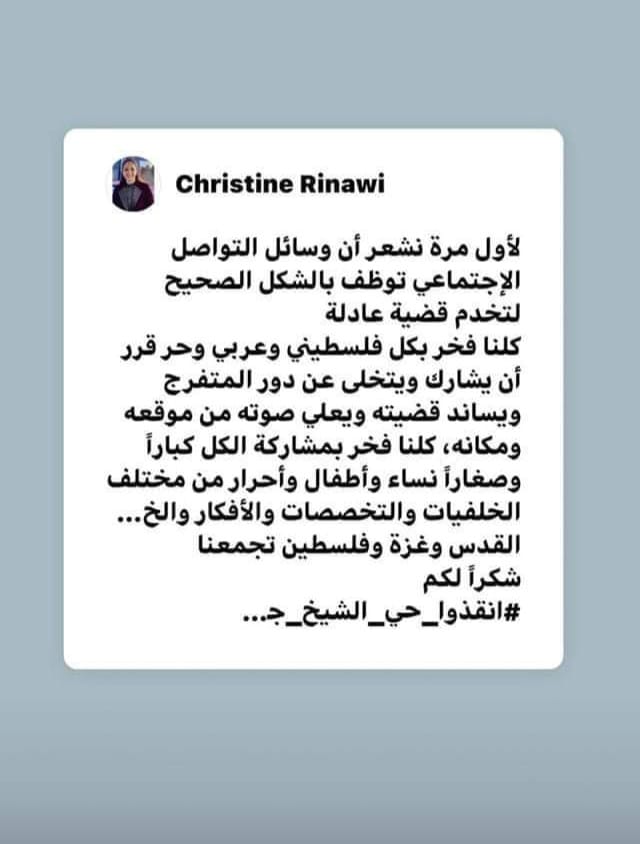 Christine Rinawi
لأول مرة نشعر أن وسائل التواصل
الإجتماعي توظف بالشكل الصحيح
لتخدم قضية عادلة
كلنا فخر بكل فلسطيني وعربي وحر قرر
أن يشارك ويتخلى عن دور المتفرج
ويساند قضيته ويعلي صوته من موقعه
ومكانه، كلنا فخر بمشاركة الكل كباراً
وصغاراً نساء وأطفال وأحرار من مختلف
الخلفيات والتخصصات والأفكار والخ...
القدس وغزة وفلسطين تجمعنا
شكراً لكم
#انقذوا_حي_الشيخ_جـ...